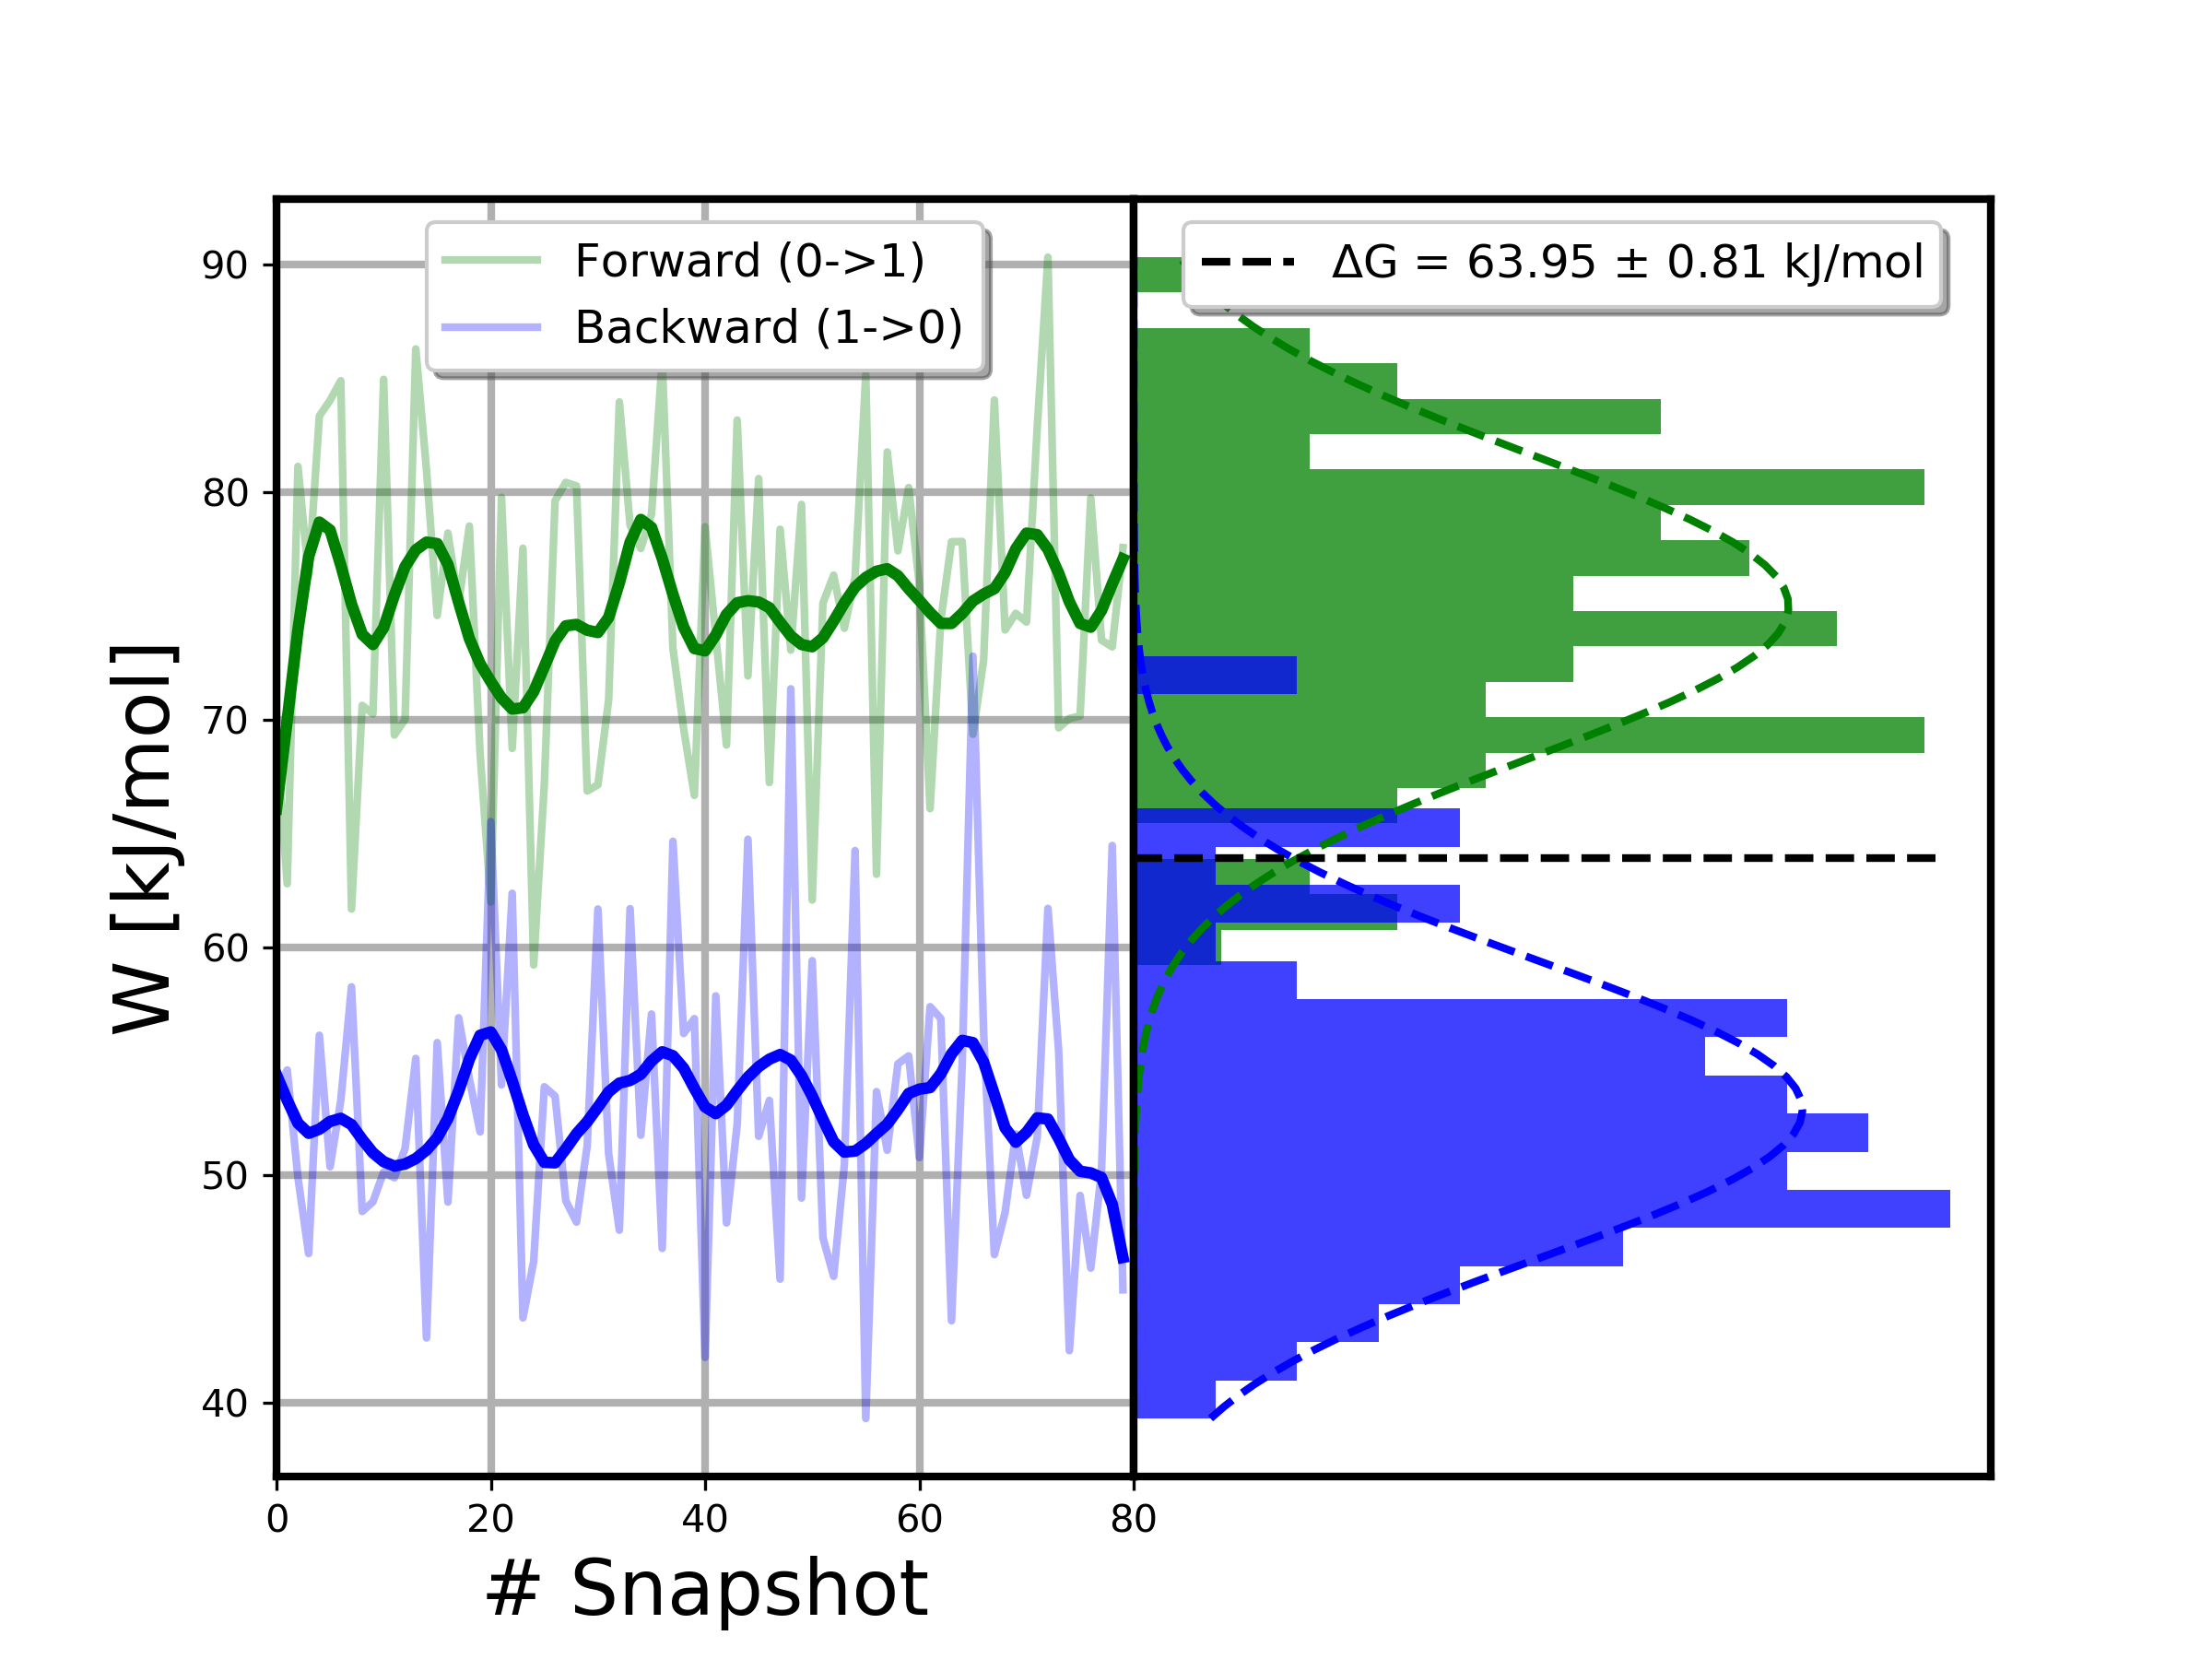 Forward (0->1)
Backward (1->0)
ΔG = 63.95 ± 0.81 kJ/mol
W [kJ/mol]
90
80
70
60
50
40
0 20 40 60 80
# Snapshot